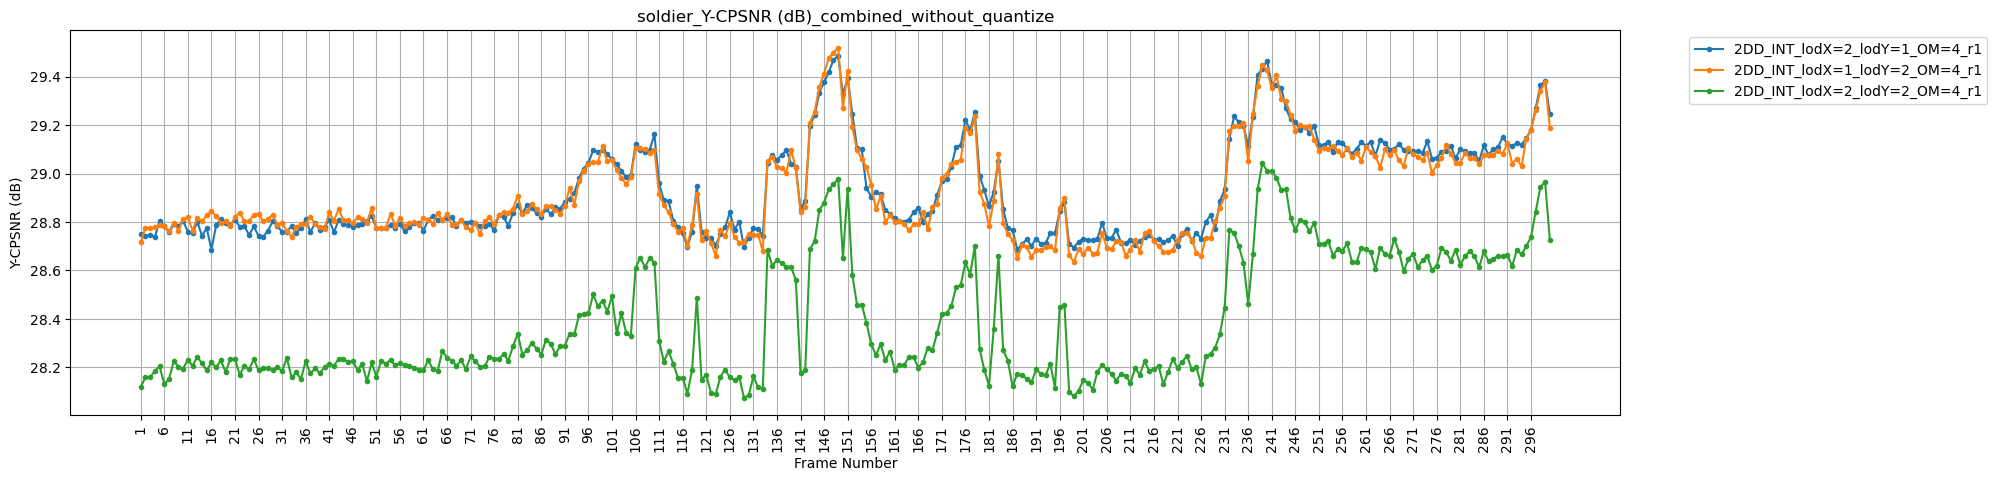 soldier_Y-CPSNR (dB)_combined_without_quantize
Y-CPSNR (dB)
29.4
29.2
29.0
28.8
28.6
28.4
28.2
1 6 11 16 21 26 31 36 41 46 51 56 61 66 71 76 81 86 91 96 101 106 111 116 121 126 131 136 141 146 151 156 161 166 171 176 181 186 191 196 201 206 211 216 221 226 231 236 241 246 251 256 261 266 271 276 281 286 291 296
Frame Number
2DD_INT_lodX=2_lodY=1_OM=4_r1
2DD_INT_lodX=1_lodY=2_OM=4_r1
2DD_INT_lodX=2_lodY=2_OM=4_r1